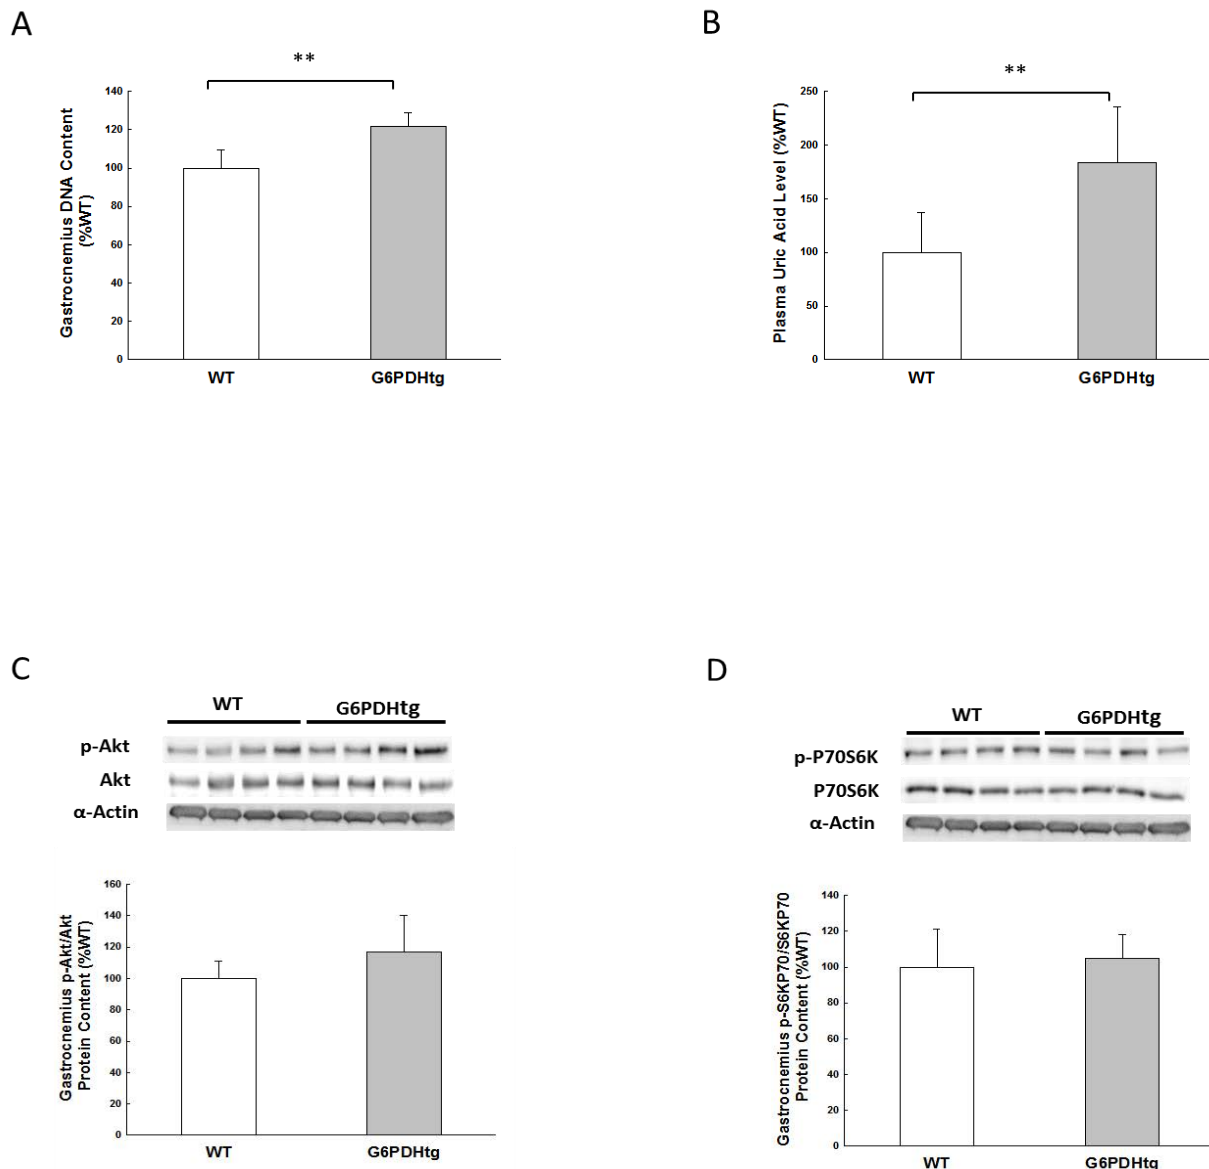 A
**
Gastrocnemius DNA Content
(%WT)
140
120
100
80
60
40
20
0
WT
G6PDHtg
B
**
Plasma Uric Acid Level (%WT)
250
200
150
100
50
0
WT
G6PDHtg
C
WT
G6PDHtg
p-Akt
Akt
α-Actin
Gastrocnemius p-Akt/Akt
Protein Content (%WT)
160
140
120
100
80
60
40
20
0
WT
G6PDHtg
D
WT
G6PDHtg
p-P70S6K
P70S6K
α-Actin
Gastrocnemius p-S6KP70/S6KP70
Protein Content (%WT)
140
120
100
80
60
40
20
0
WT
G6PDHtg